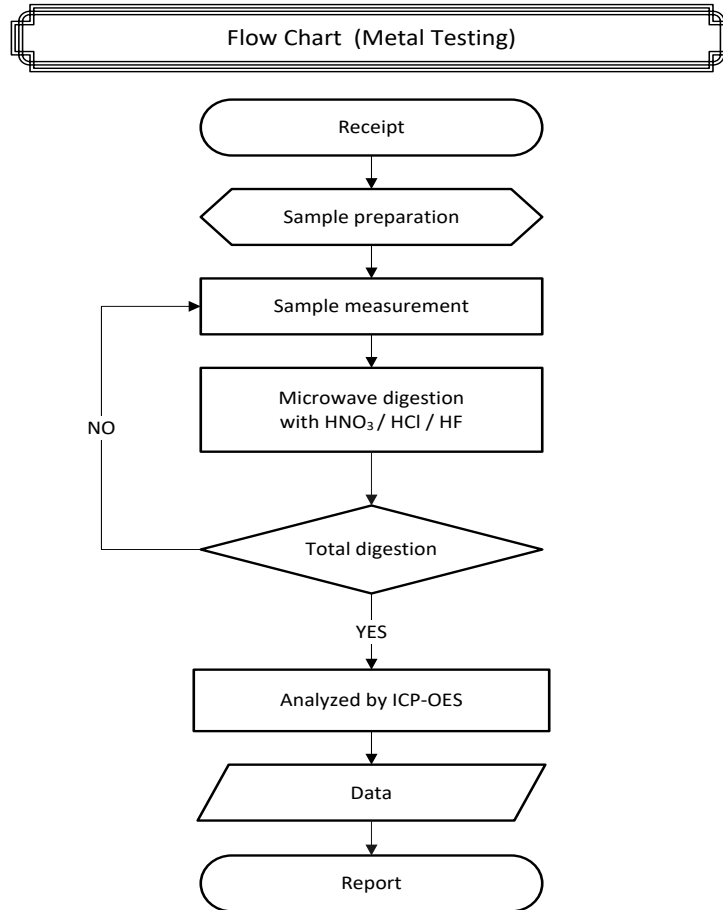 Flow Chart (Metal Testing)
Receipt
Sample preparation
Sample measurement
Microwave digestion
with HNO₃ / HCl / HF
NO
Total digestion
YES
Analyzed by ICP-OES
Data
Report